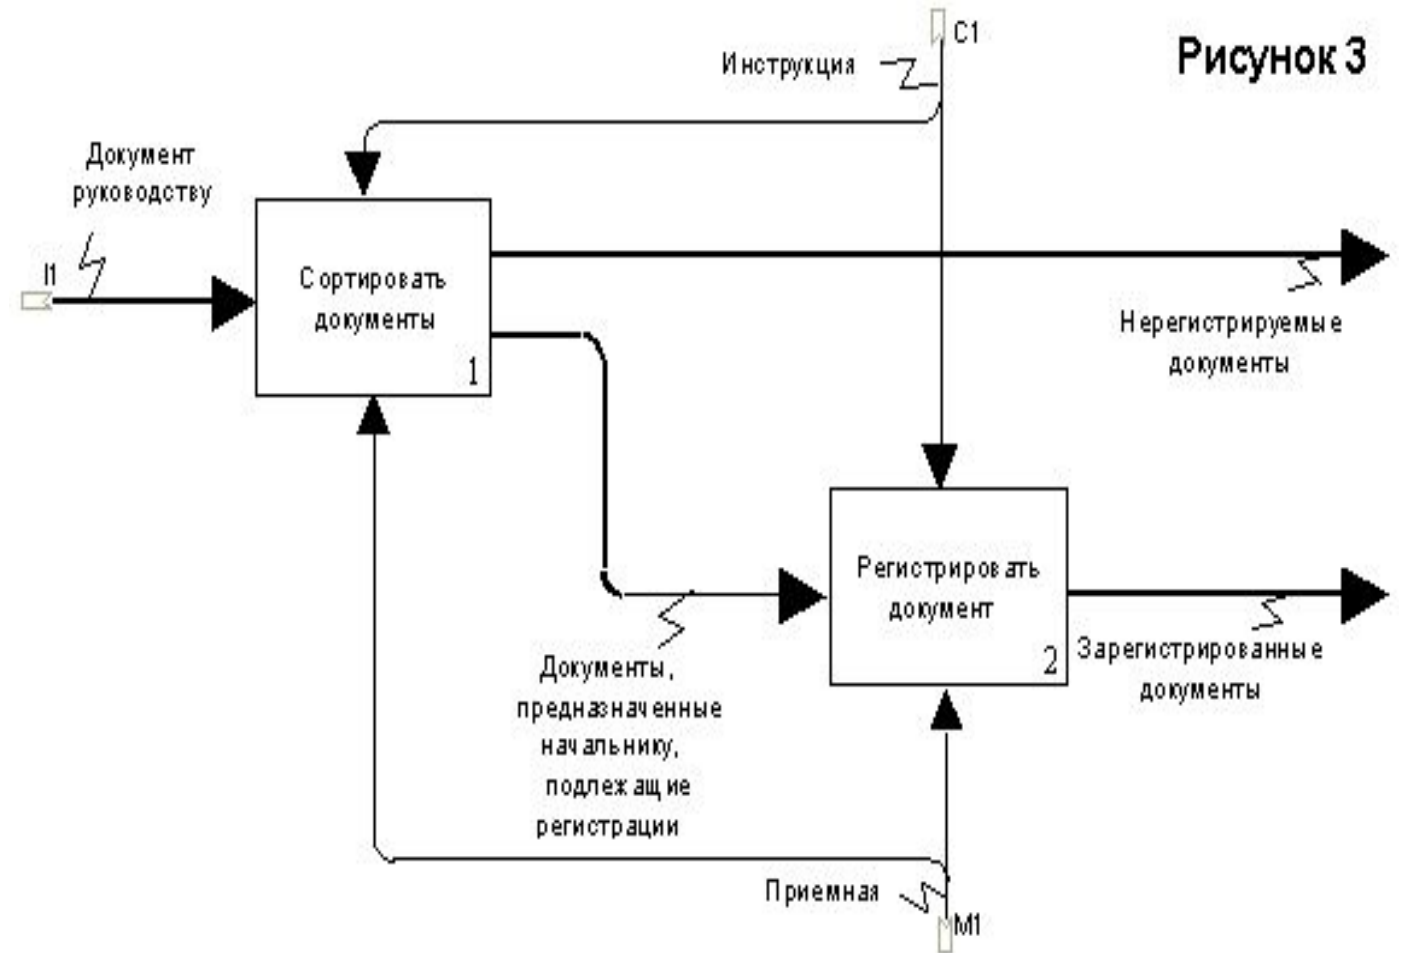 Рисунок 3
C1
Инструкция
Документ
руководству
I1
Сортировать
документы
1
Нерегистрируемые
документы
Регистрировать
документ
2
Зарегистрированные
документы
Документы,
предназначенные
начальнику,
подлежащие
регистрации
Приемная
M1